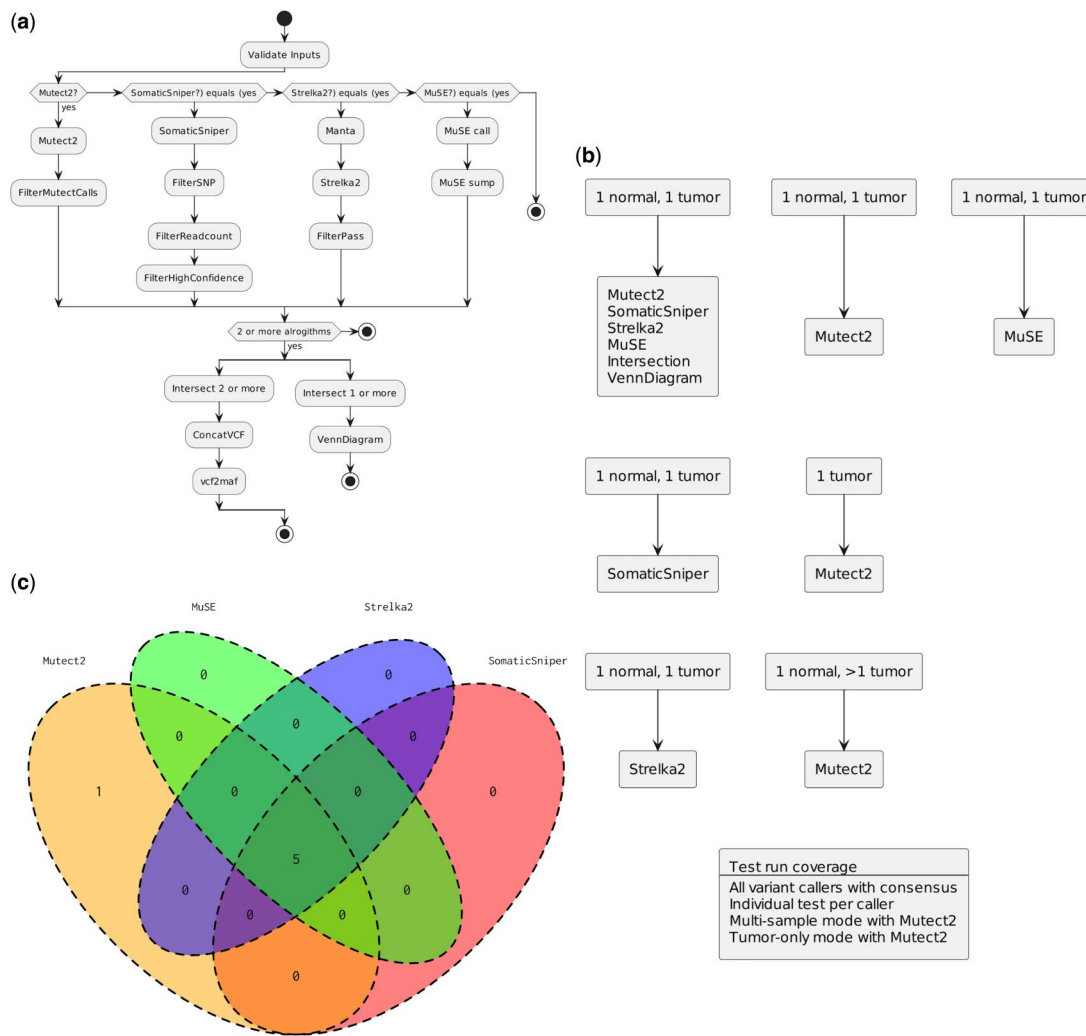 (a)
Validate Inputs
Mutect2?
SomaticSniper?) equals (yes
Strelka2?) equals (yes
MuSE?) equals (yes
yes
Mutect2
SomaticSniper
Manta
MuSE call
FilterMutectCalls
FilterSNP
Strelka2
MuSE sump
FilterReadcount
FilterPass
FilterHighConfidence
2 or more alrogithms
yes
Intersect 2 or more
Intersect 1 or more
ConcatVCF
VennDiagram
vcf2maf
(b)
1 normal, 1 tumor
1 normal, 1 tumor
1 normal, 1 tumor
Mutect2
SomaticSniper
Strelka2
MuSE
Intersection
VennDiagram
Mutect2
MuSE
1 normal, 1 tumor
1 tumor
SomaticSniper
Mutect2
1 normal, 1 tumor
1 normal, >1 tumor
Strelka2
Mutect2
Test run coverage
All variant callers with consensus
Individual test per caller
Multi-sample mode with Mutect2
Tumor-only mode with Mutect2
(c)
MuSE
Strelka2
Mutect2
SomaticSniper
0
0
0
0
0
1
0
0
0
5
0
0
0
0
0